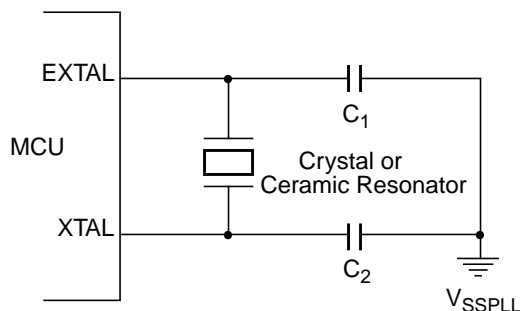 EXTAL
C1
MCU
Crystal or
Ceramic Resonator
XTAL
C2
VSSPLL